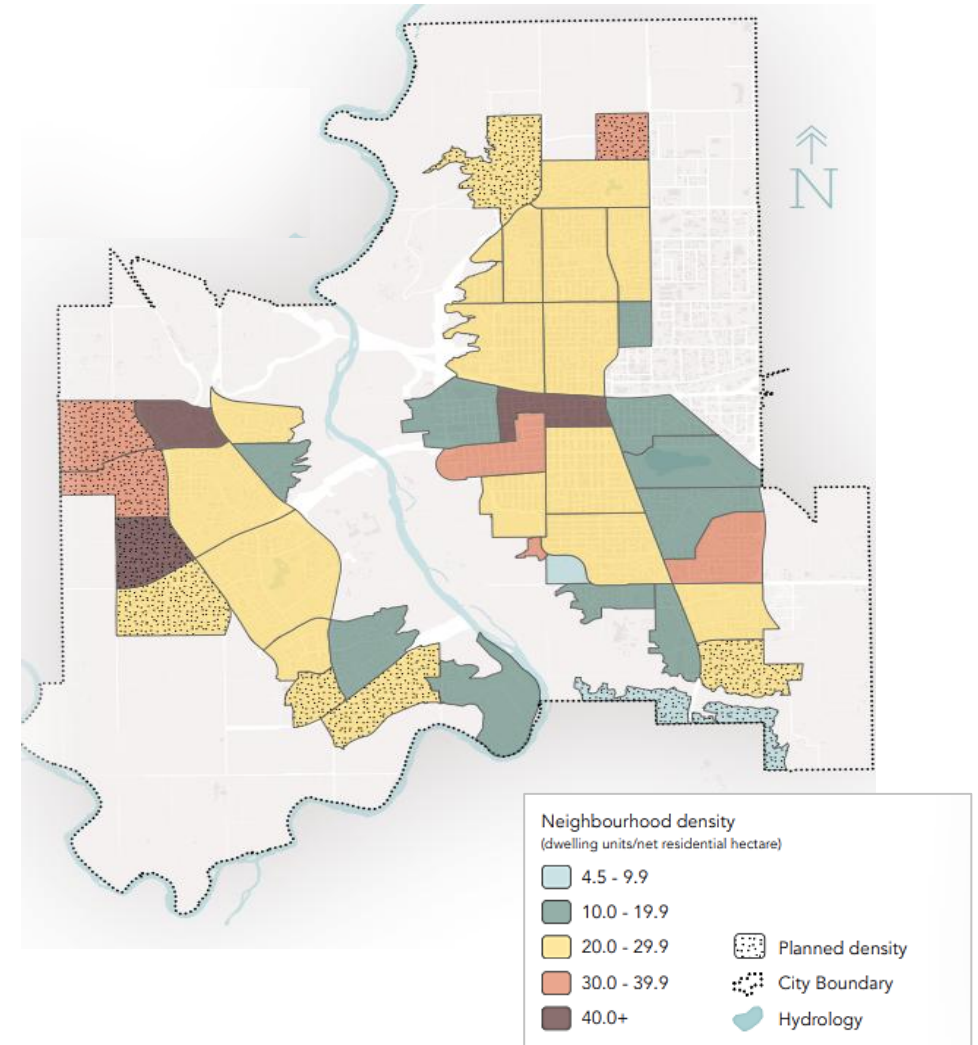 N
Neighbourhood density
(dwelling units/net residential hectare)
4.5 - 9.9
10.0 - 19.9
20.0 - 29.9
Planned density
30.0 - 39.9
City Boundary
40.0+
Hydrology